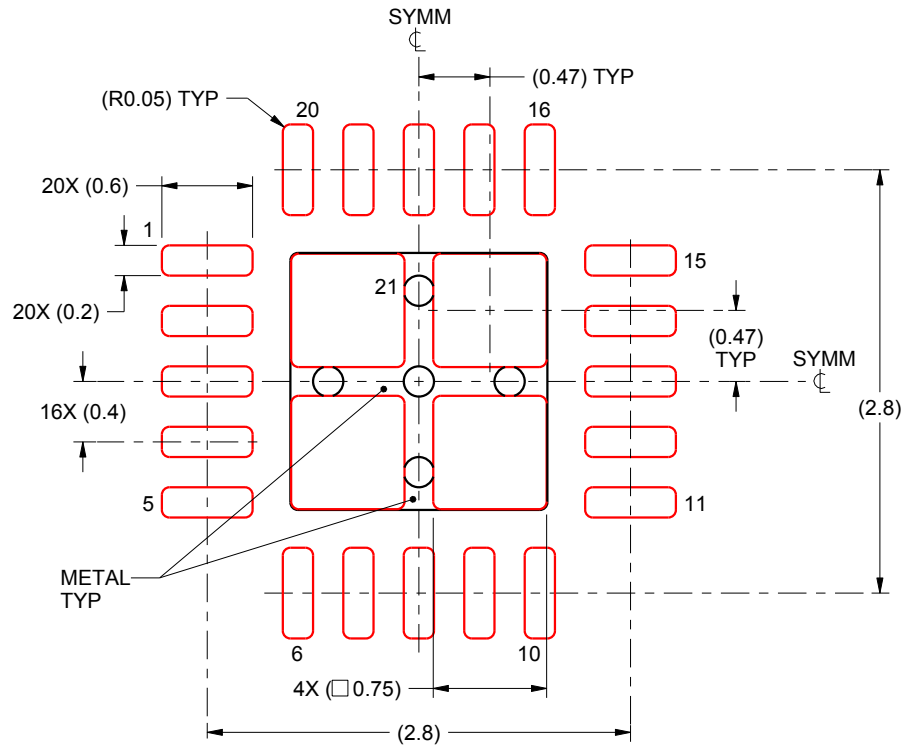 SYMM
℄
(0.47) TYP
(R0.05) TYP
20
16
20X (0.6)
1
15
21
20X (0.2)
(0.47)
TYP
SYMM
℄
16X (0.4)
(2.8)
5
11
METAL
TYP
6
10
4X (□ 0.75)
(2.8)